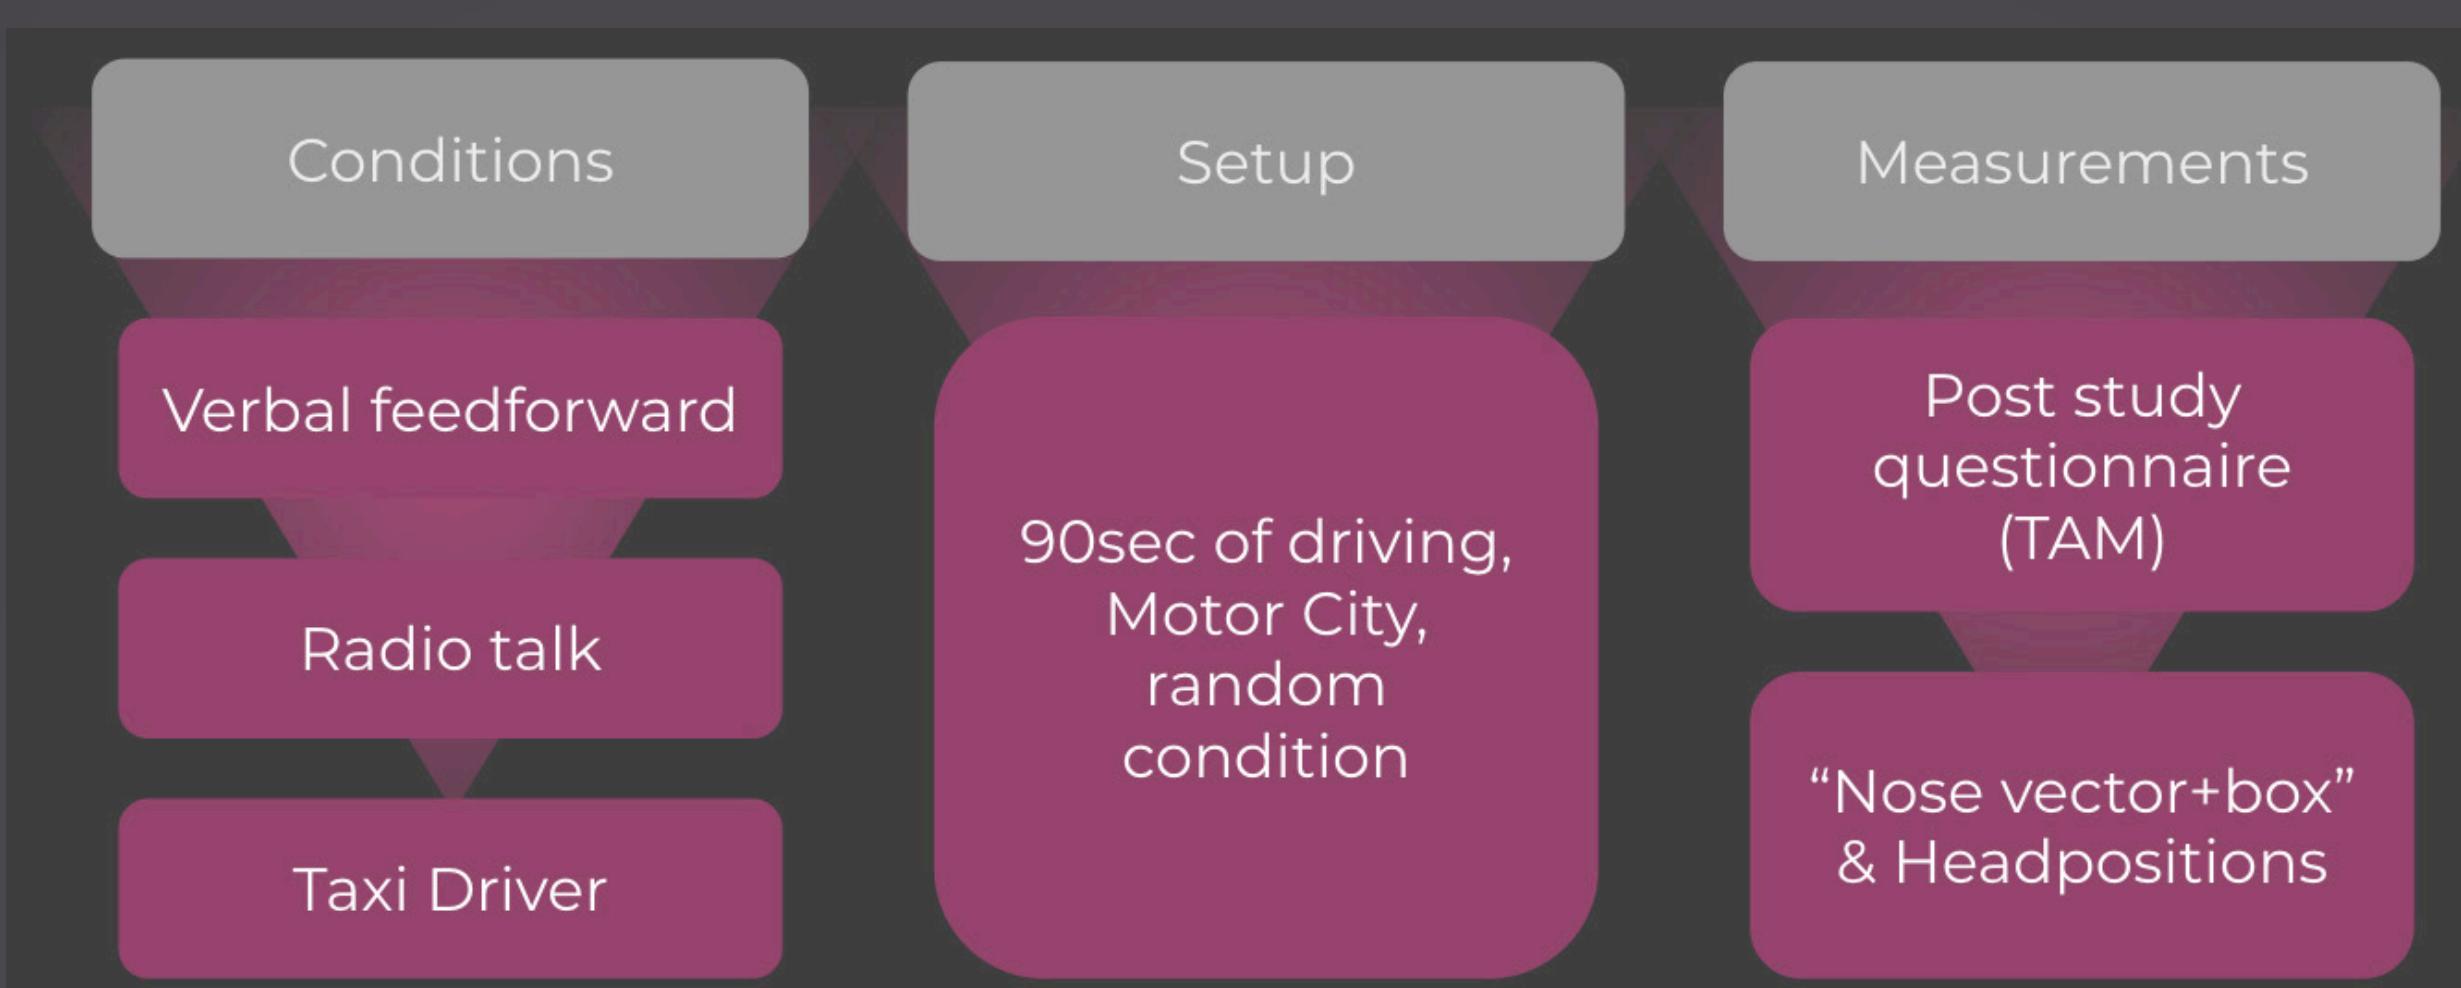 Conditions
Verbal feedforward
Radio talk
Taxi Driver
Setup
90sec of driving,
Motor City,
random
condition
Measurements
Post study
questionnaire
(TAM)
“Nose vector+box”
& Headpositions